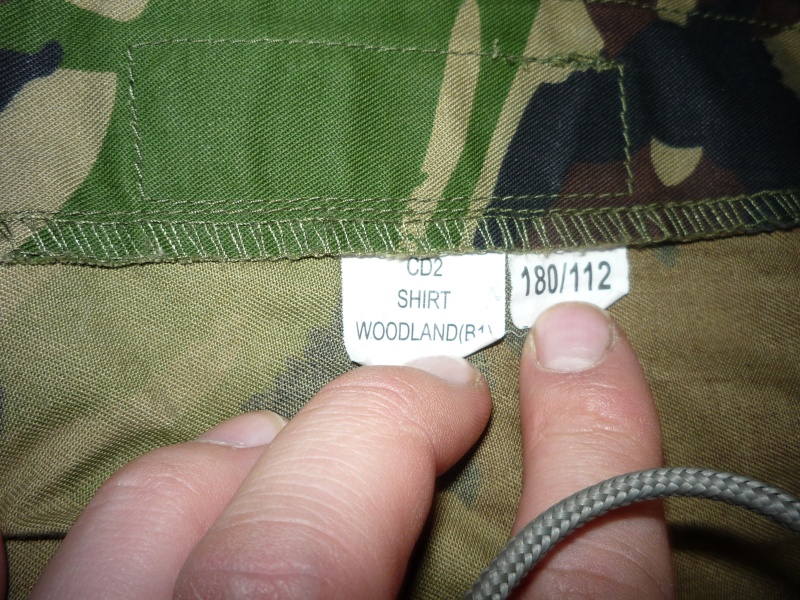 CD2
SHIRT
WOODLAND(B1)
180/112